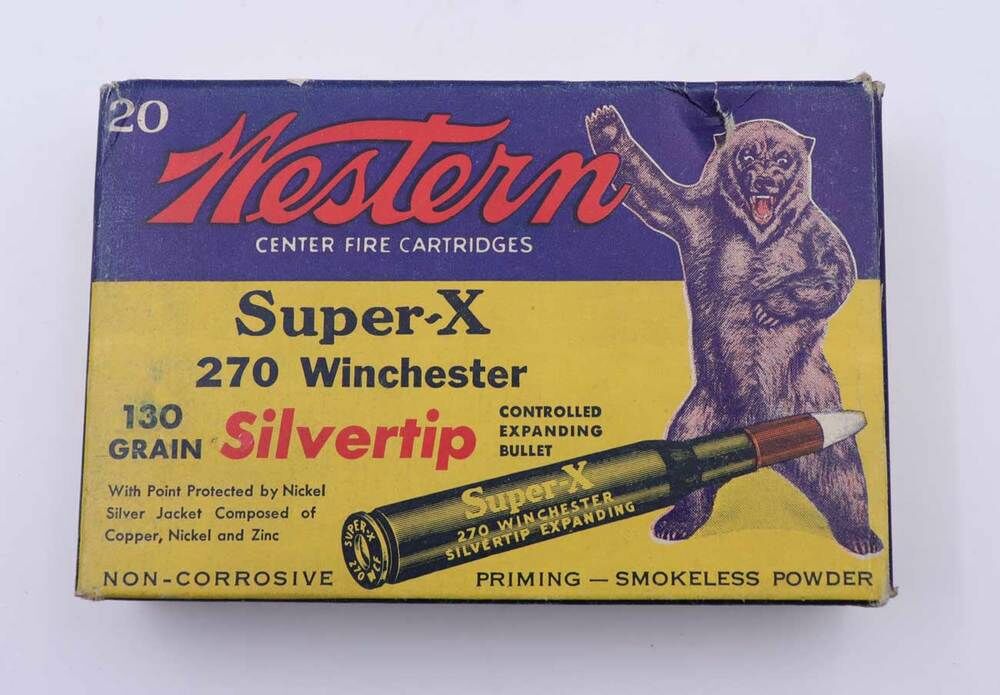 20
Western
CENTER FIRE CARTRIDGES
Super-X
270 Winchester
130
GRAIN
Silvertip
CONTROLLED
EXPANDING
BULLET
With Point Protected by Nickel
Silver Jacket Composed of
Copper, Nickel and Zinc
Super-X
270 WINCHESTER
SILVERTIP EXPANDING
SUPER-X
270 WCF
NON-CORROSIVE PRIMING — SMOKELESS POWDER